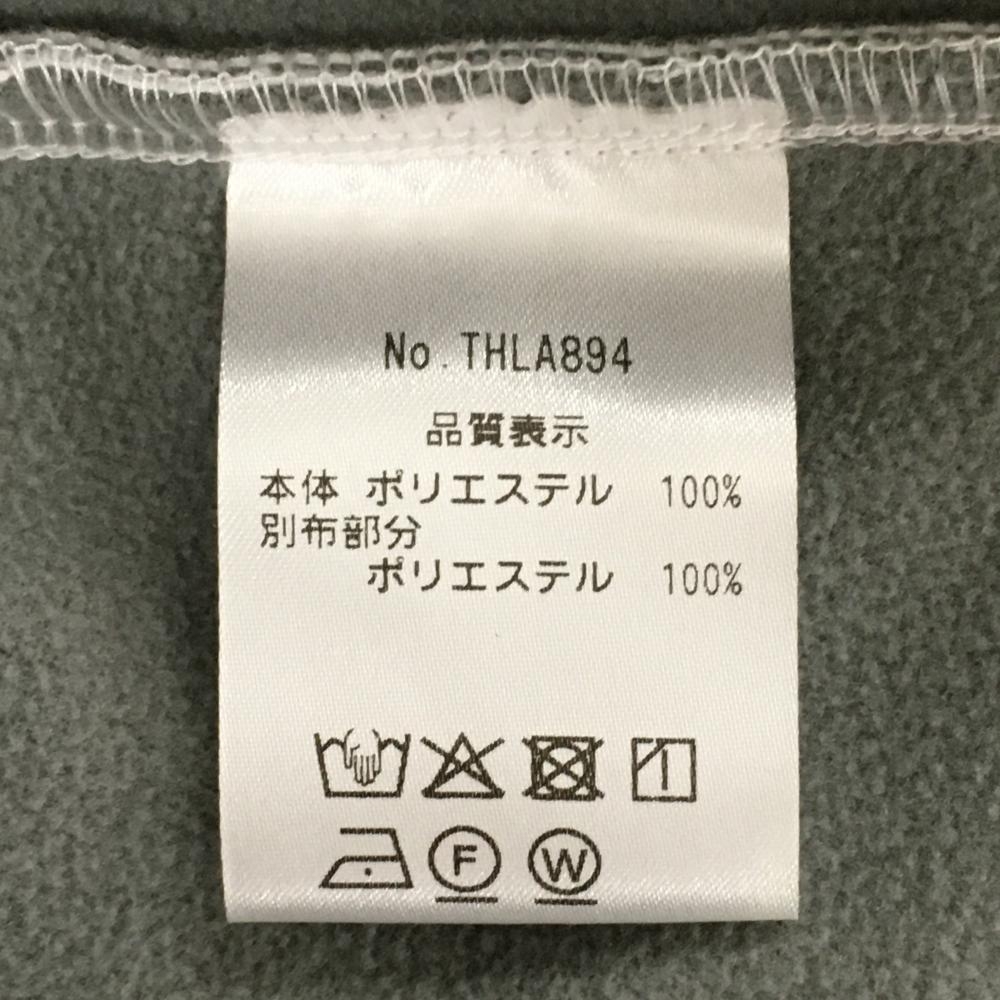 No.THLA894
品質表示
本体 ポリエステル 100%
別布部分
ポリエステル 100%
F W